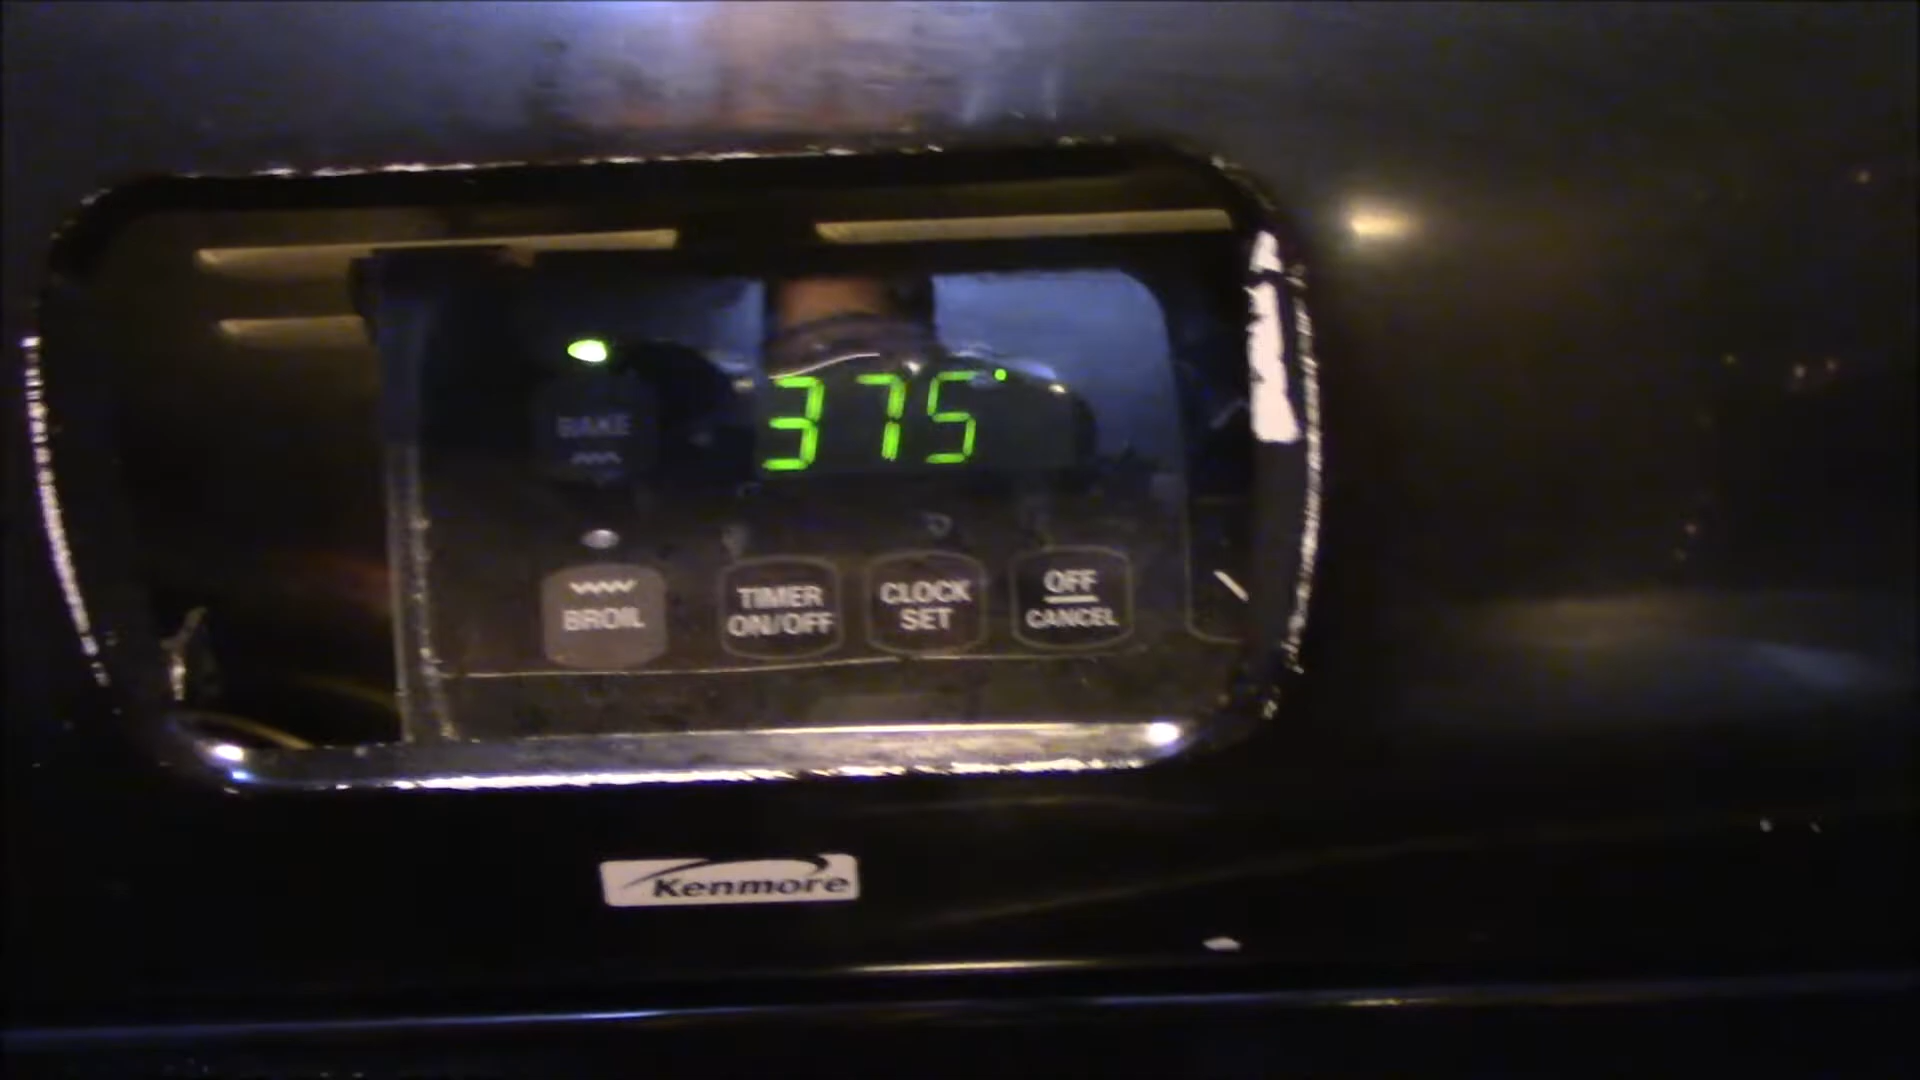 BAKE
375°
BROIL
TIMER
ON/OFF
CLOCK
SET
OFF
CANCEL
Kenmore